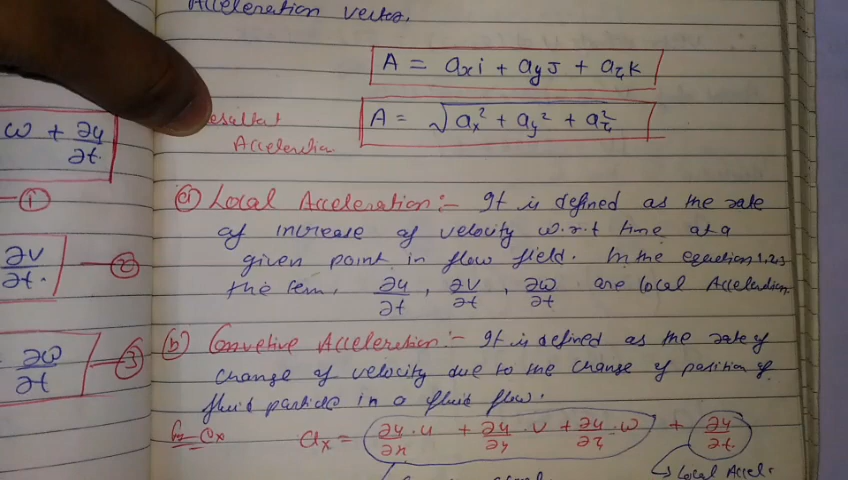 Acceleration vector.
A = axi + ayJ + azK
A = √ax² + ay² + az²
esultat
Acceleration
ω + ∂u/∂t.
— ①
∂v/∂t. — ②
∂ω/∂t — ③
ⓐ Local Acceleration :- It is defined as the rate
of increase of velocity w.r.t time at a
given point in flow field. In the equation 1,2,3
the term, ∂u/∂t, ∂v/∂t, ∂ω/∂t are local Acceleration.
ⓑ Convetive Acceleration :- It is defined as the rate of
change of velocity due to the change of position of
fluid particle in a fluid flow.
ax = (∂u/∂x · u + ∂u/∂y · v + ∂u/∂z · ω) + (∂u/∂t.)
↳ Local Accel.